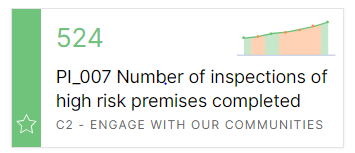 524
PI_007 Number of inspections of
high risk premises completed
C2 - ENGAGE WITH OUR COMMUNITIES